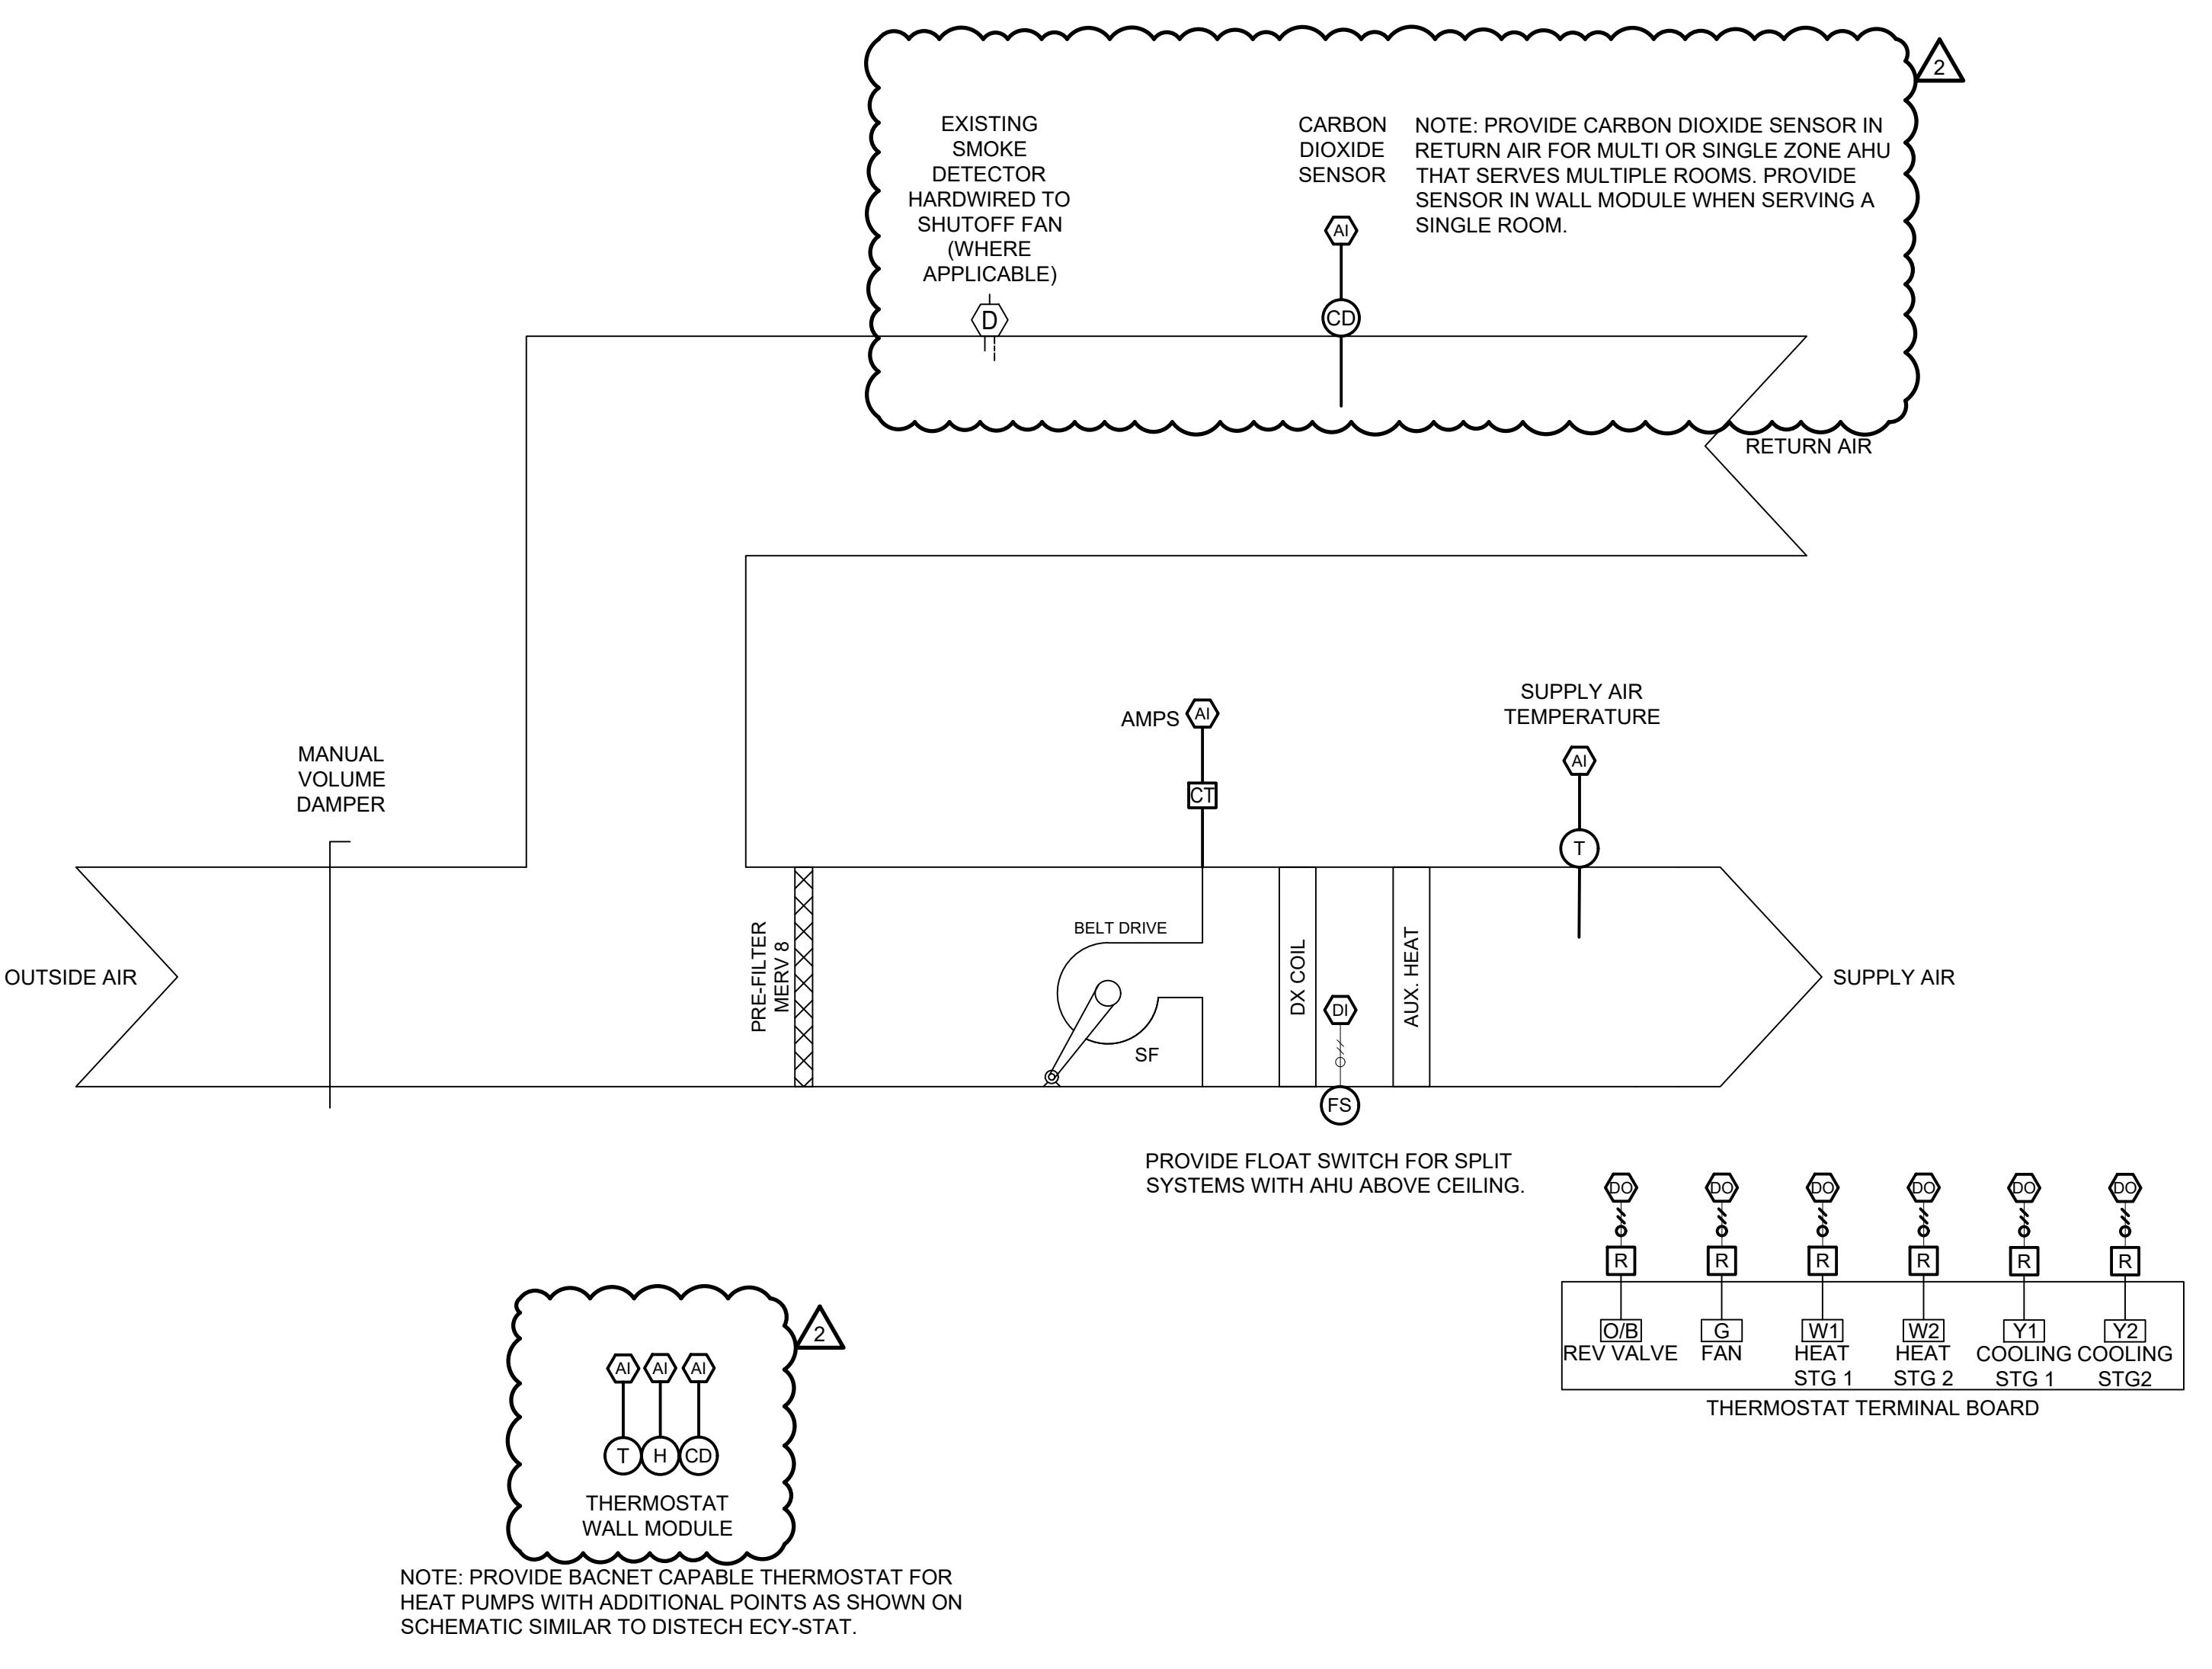 2
EXISTING
SMOKE
DETECTOR
HARDWIRED TO
SHUTOFF FAN
(WHERE
APPLICABLE)
D
CARBON
DIOXIDE
SENSOR
AI
CD
NOTE: PROVIDE CARBON DIOXIDE SENSOR IN
RETURN AIR FOR MULTI OR SINGLE ZONE AHU
THAT SERVES MULTIPLE ROOMS. PROVIDE
SENSOR IN WALL MODULE WHEN SERVING A
SINGLE ROOM.
RETURN AIR
AMPS
AI
CT
SUPPLY AIR
TEMPERATURE
AI
T
MANUAL
VOLUME
DAMPER
OUTSIDE AIR
PRE-FILTER
MERV 8
BELT DRIVE
SF
DX COIL
DI
FS
AUX. HEAT
SUPPLY AIR
PROVIDE FLOAT SWITCH FOR SPLIT
SYSTEMS WITH AHU ABOVE CEILING.
DO DO DO DO DO DO
R R R R R R
O/B G W1 W2 Y1 Y2
REV VALVE FAN HEAT HEAT COOLING COOLING
STG 1 STG 2 STG 1 STG2
THERMOSTAT TERMINAL BOARD
2
AI AI AI
T H CD
THERMOSTAT
WALL MODULE
NOTE: PROVIDE BACNET CAPABLE THERMOSTAT FOR
HEAT PUMPS WITH ADDITIONAL POINTS AS SHOWN ON
SCHEMATIC SIMILAR TO DISTECH ECY-STAT.